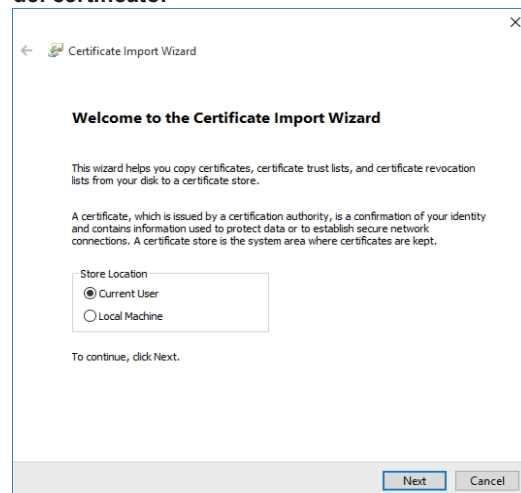 del certificato:
Certificate Import Wizard
Welcome to the Certificate Import Wizard
This wizard helps you copy certificates, certificate trust lists, and certificate revocation
lists from your disk to a certificate store.
A certificate, which is issued by a certification authority, is a confirmation of your identity
and contains information used to protect data or to establish secure network
connections. A certificate store is the system area where certificates are kept.
Store Location
Current User
Local Machine
To continue, click Next.
Next Cancel